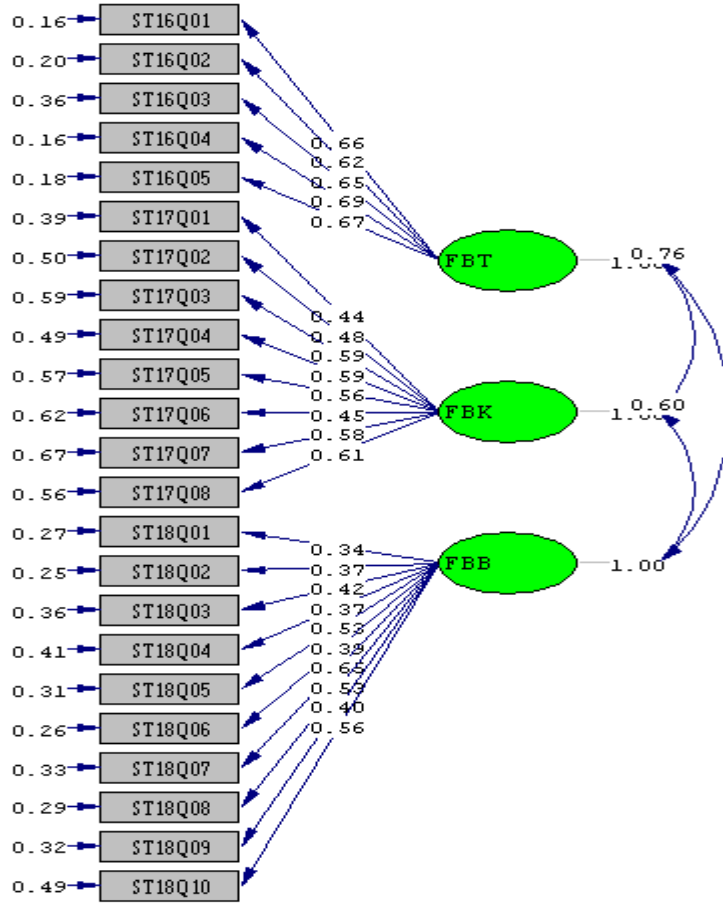 0.16 ST16Q01
0.20 ST16Q02
0.36 ST16Q03
0.16 ST16Q04 0.66
0.62
0.18 ST16Q05 0.65
0.69
0.39 ST17Q01 0.67
0.50 ST17Q02 FBT 0.76
0.59 ST17Q03
0.44
0.49 ST17Q04 0.48
0.59
0.57 ST17Q05 0.59
0.56
0.62 ST17Q06 0.45 FBK 0.60
0.67 ST17Q07 0.58
0.61
0.56 ST17Q08
0.27 ST18Q01
0.34
0.25 ST18Q02 0.37 FBB 1.00
0.42
0.36 ST18Q03 0.37
0.53
0.41 ST18Q04 0.39
0.65
0.31 ST18Q05 0.53
0.40
0.26 ST18Q06 0.56
0.33 ST18Q07
0.29 ST18Q08
0.32 ST18Q09
0.49 ST18Q10